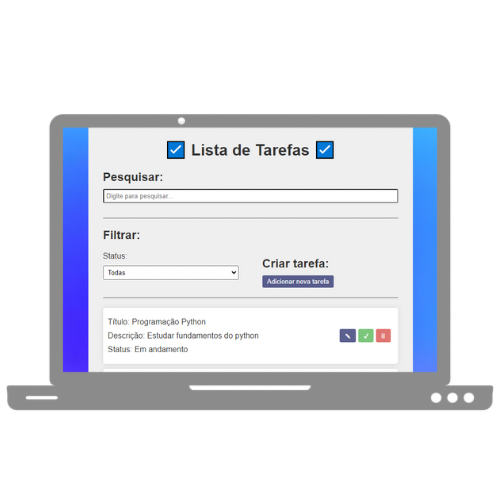 Lista de Tarefas
Pesquisar:
Digite para pesquisar...
Filtrar:
Status:
Todas
Criar tarefa:
Adicionar nova tarefa
Título: Programação Python
Descrição: Estudar fundamentos do python
Status: Em andamento